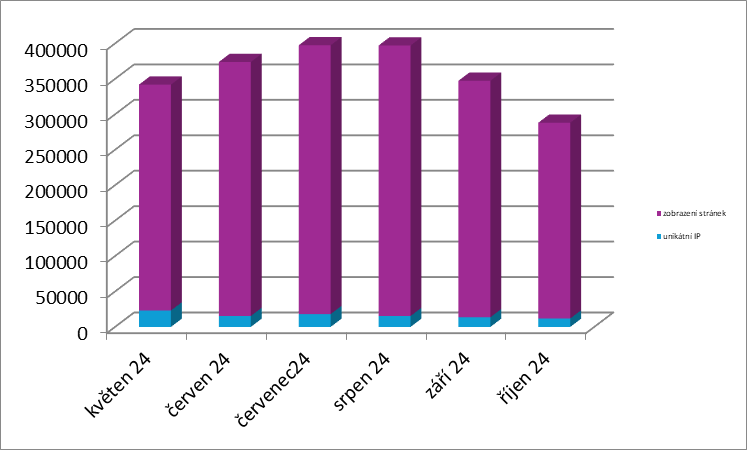 400000
350000
300000
250000
200000
150000
100000
50000
0
květen 24
červen 24
červenec24
srpen 24
září 24
říjen 24
zobrazení stránek
unikátní IP